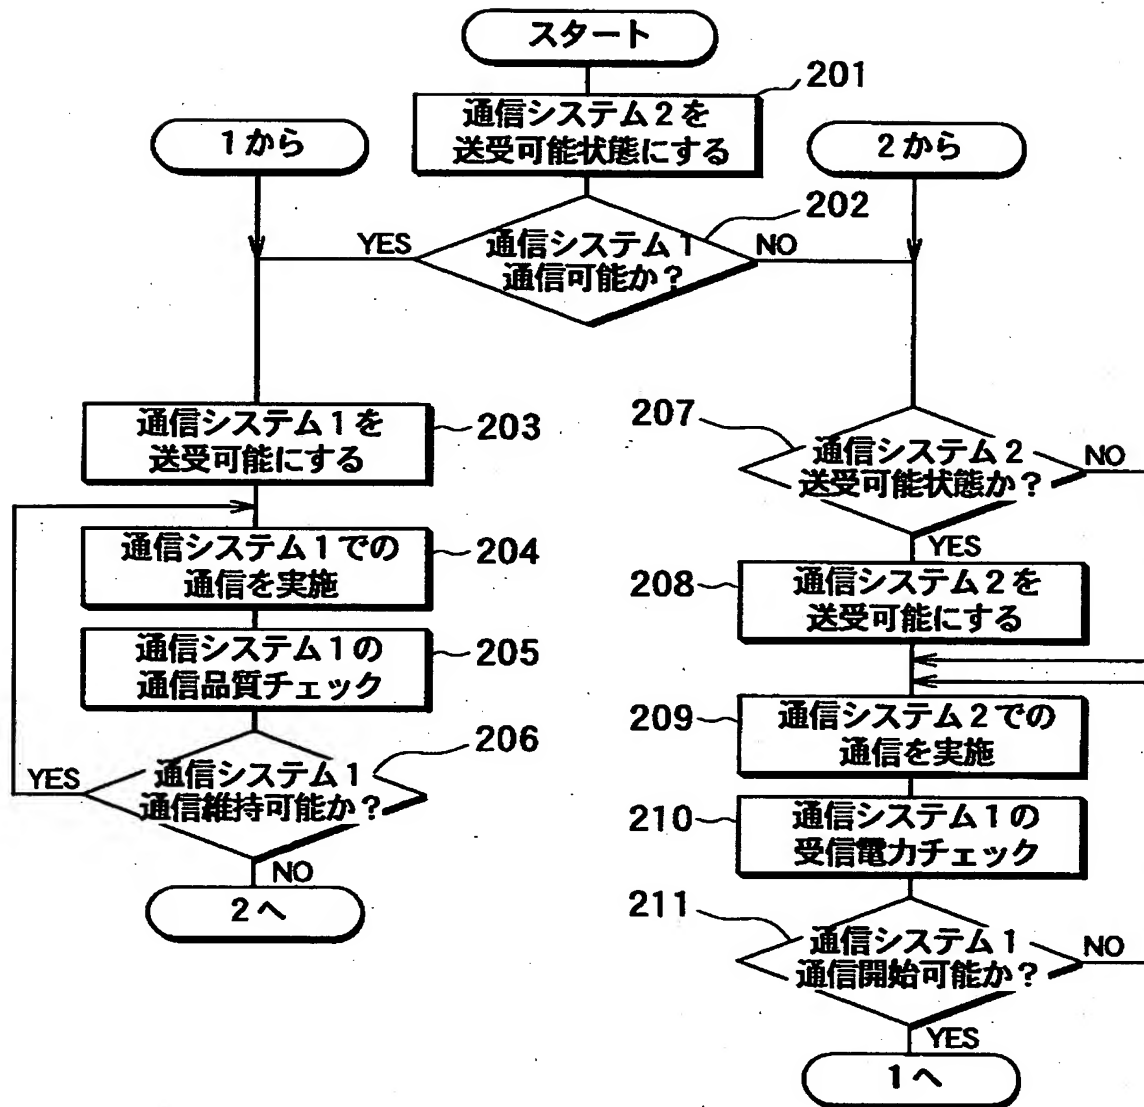 スタート
201
通信システム2を
送受可能状態にする
1から
2から
202
通信システム1
通信可能か?
YES
NO
通信システム1を
送受可能にする
203
通信システム1での
通信を実施
204
通信システム1の
通信品質チェック
205
206
通信システム1
通信維持可能か?
YES
NO
2へ
207
通信システム2
送受可能状態か?
NO
YES
208
通信システム2を
送受可能にする
209
通信システム2での
通信を実施
210
通信システム1の
受信電力チェック
211
通信システム1
通信開始可能か?
NO
YES
1へ